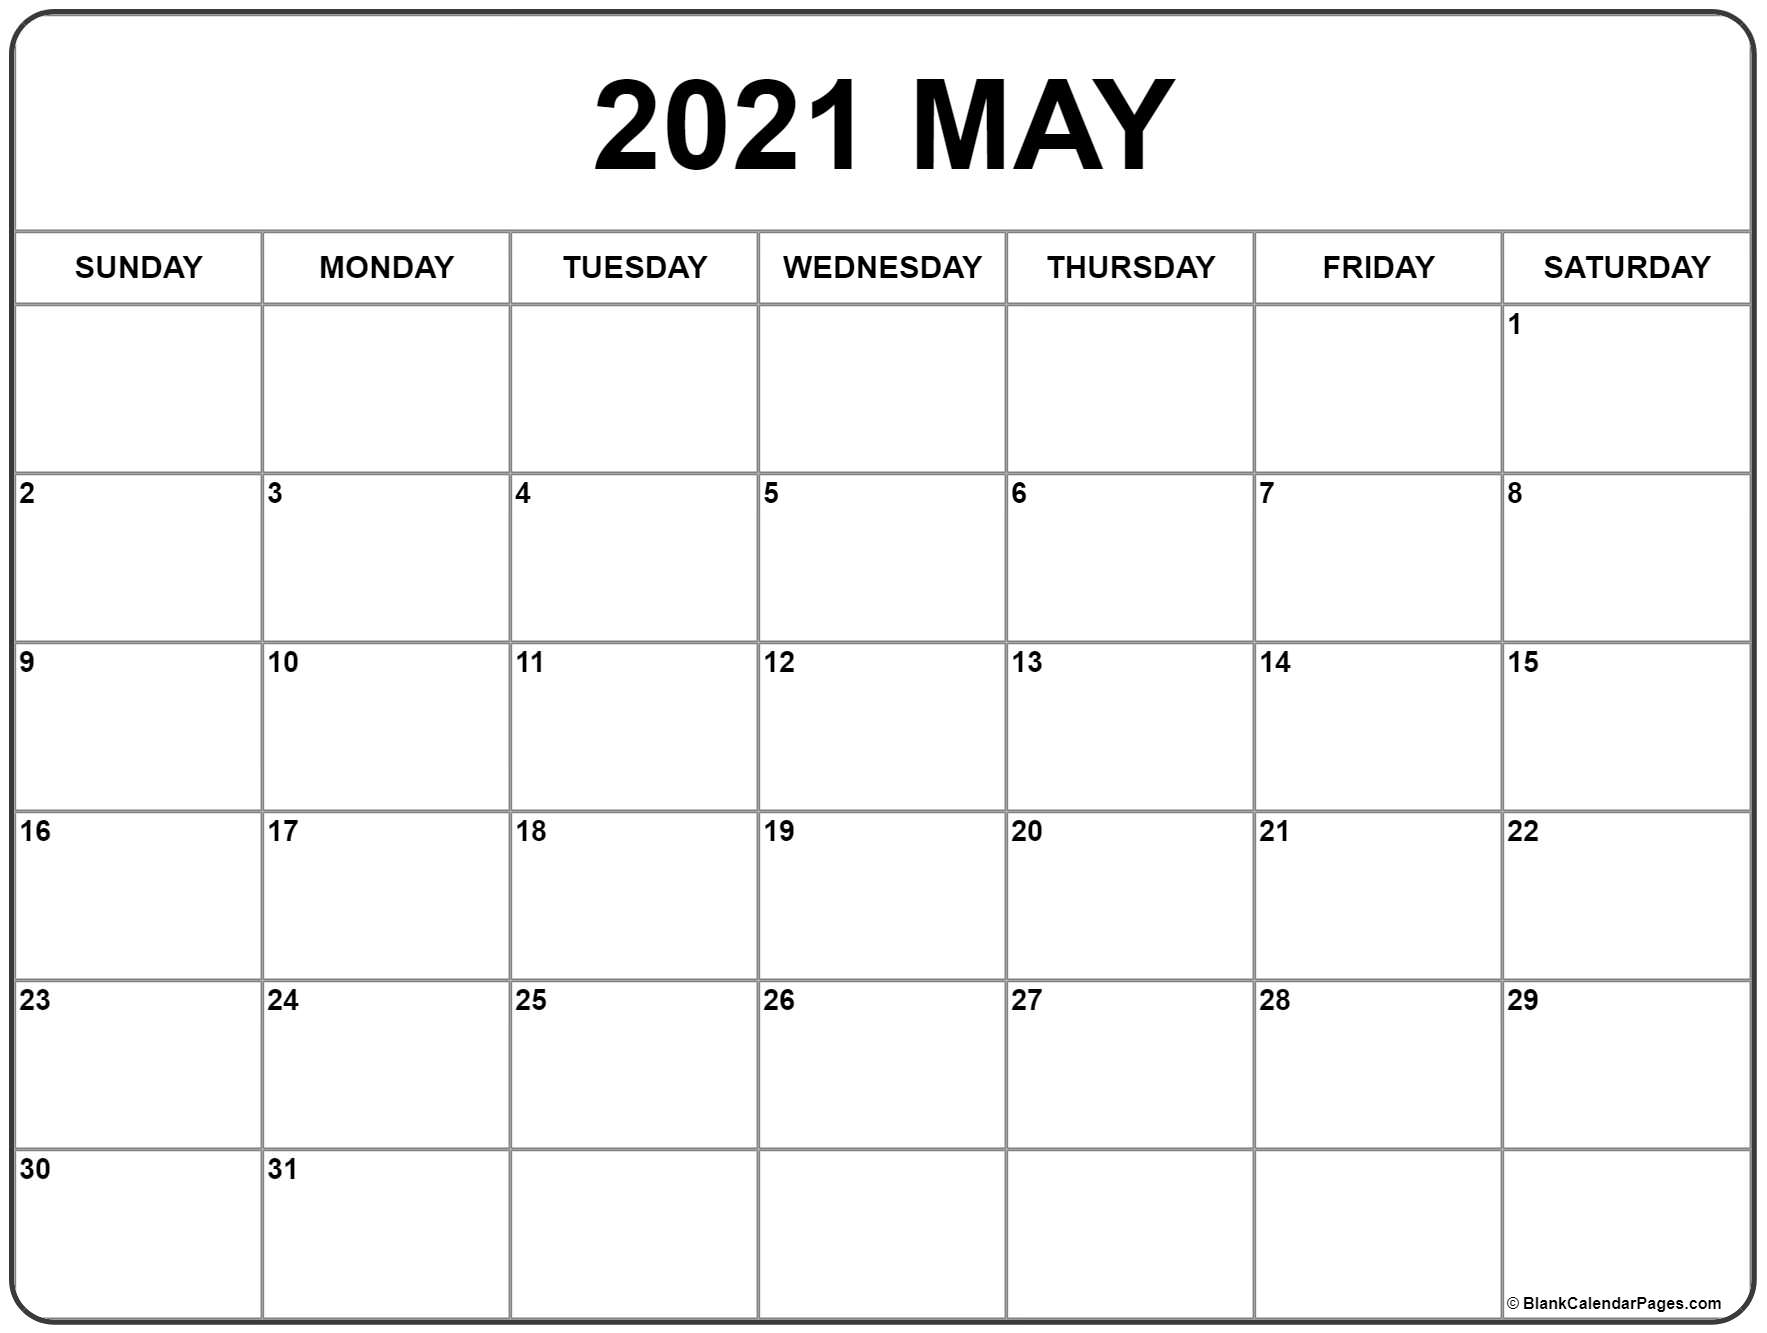 2021 MAY
SUNDAY MONDAY TUESDAY WEDNESDAY THURSDAY FRIDAY SATURDAY
1
2 3 4 5 6 7 8
9 10 11 12 13 14 15
16 17 18 19 20 21 22
23 24 25 26 27 28 29
30 31
© BlankCalendarPages.com